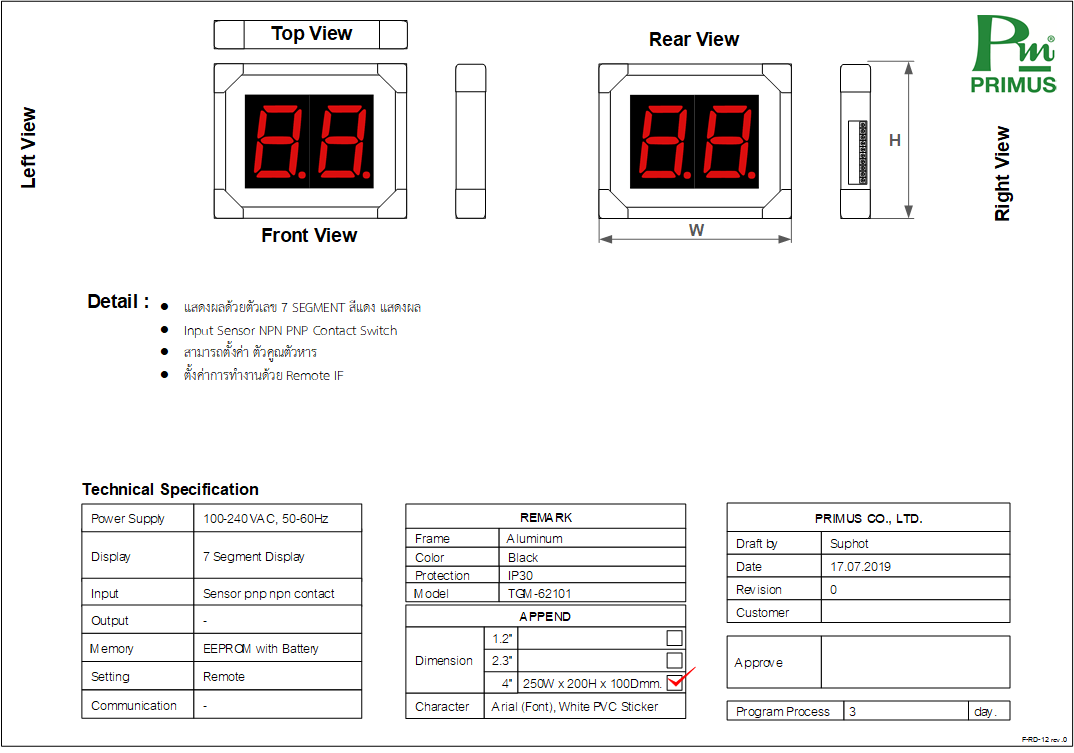 Top View
Rear View
Pm®
PRIMUS
Left View
8.8.
8.8.
H
Right View
W
Front View
Detail :
● แสดงผลด้วยตัวเลข 7 SEGMENT สีแดง แสดงผล
● Input Sensor NPN PNP Contact Switch
● สามารถตั้งค่า ตัวคูณตัวหาร
● ตั้งค่าการทำงานด้วย Remote IF
Technical Specification
Power Supply 100-240VAC, 50-60Hz
Display 7 Segment Display
Input Sensor pnp npn contact
Output -
Memory EEPROM with Battery
Setting Remote
Communication -
REMARK
Frame Aluminum
Color Black
Protection IP30
Model TGM-62101
APPEND
Dimension
1.2"
2.3"
4" 250W x 200H x 100Dmm.
Character Arial (Font), White PVC Sticker
PRIMUS CO., LTD.
Draft by Suphot
Date 17.07.2019
Revision 0
Customer
Approve
Program Process 3 day.
F-RD-12 rev.0